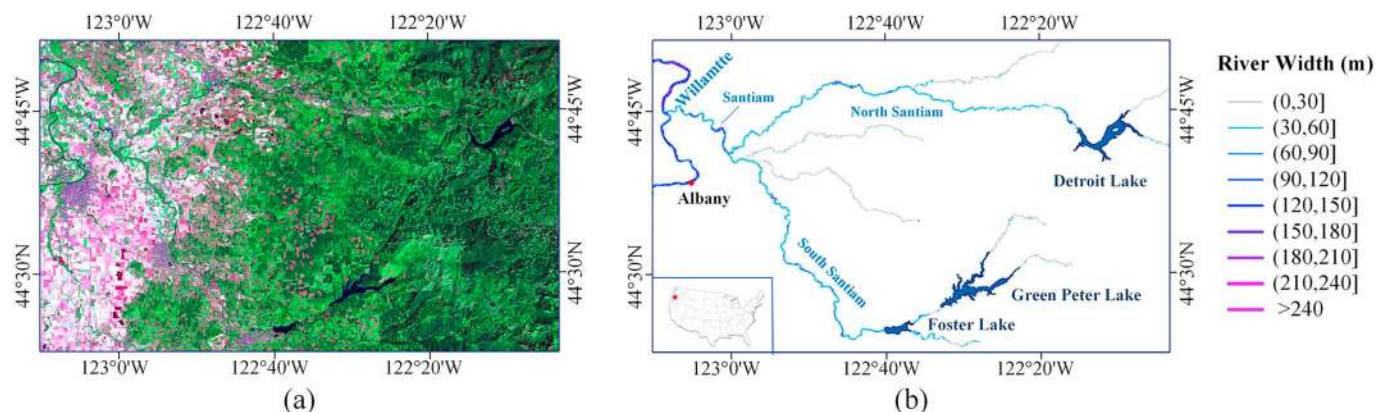 123°0'W 122°40'W 122°20'W
44°45'W
44°30'N
44°45'W
44°30'N
123°0'W 122°40'W 122°20'W
(a)
123°0'W 122°40'W 122°20'W
44°45'W
44°30'N
Willamtte
Santiam
North Santiam
Detroit Lake
Albany
South Santiam
Green Peter Lake
Foster Lake
44°45'W
44°30'N
123°0'W 122°40'W 122°20'W
(b)
River Width (m)
(0,30]
(30,60]
(60,90]
(90,120]
(120,150]
(150,180]
(180,210]
(210,240]
>240